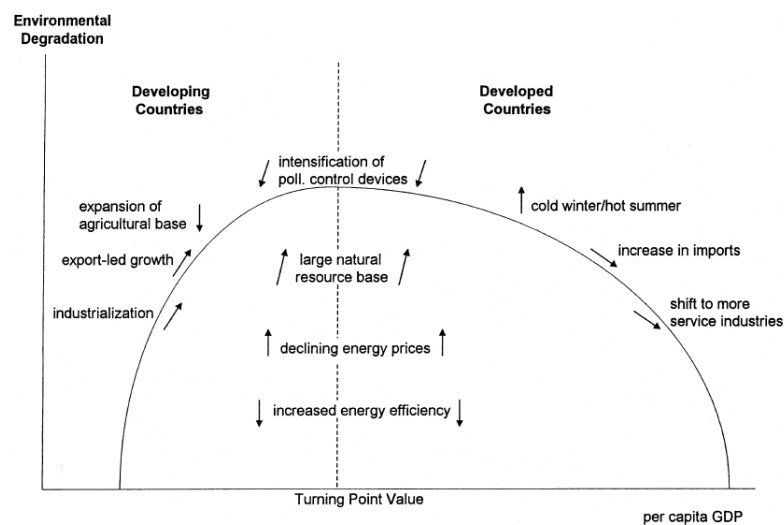 Environmental
Degradation
Developing
Countries
Developed
Countries
intensification of
poll. control devices
expansion of
agricultural base
cold winter/hot summer
export-led growth
large natural
resource base
increase in imports
industrialization
shift to more
service industries
declining energy prices
increased energy efficiency
Turning Point Value
per capita GDP